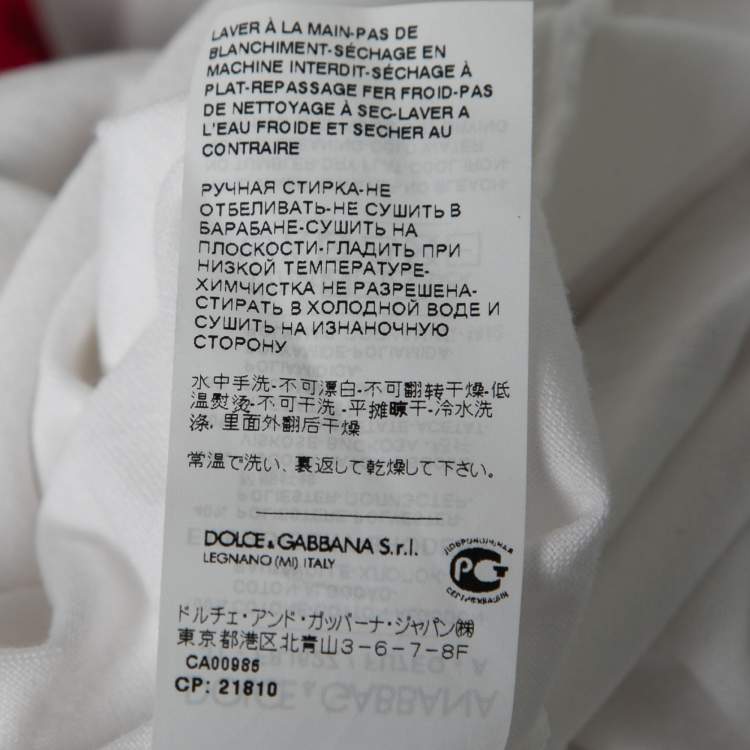 LAVER À LA MAIN-PAS DE
BLANCHIMENT-SÉCHAGE EN
MACHINE INTERDIT-SÉCHAGE À
PLAT-REPASSAGE FER FROID-PAS
DE NETTOYAGE À SEC-LAVER A
L'EAU FROIDE ET SECHER AU
CONTRAIRE
РУЧНАЯ СТИРКА-НЕ
ОТБЕЛИВАТЬ-НЕ СУШИТЬ В
БАРАБАНЕ-СУШИТЬ НА
ПЛОСКОСТИ-ГЛАДИТЬ ПРИ
НИЗКОЙ ТЕМПЕРАТУРЕ-
ХИМЧИСТКА НЕ РАЗРЕШЕНА-
СТИРАТЬ В ХОЛОДНОЙ ВОДЕ И
СУШИТЬ НА ИЗНАНОЧНУЮ
СТОРОНУ
水中手洗-不可漂白-不可翻转干燥-低
温熨烫-不可干洗.-平摊晾干-冷水洗
涤, 里面外翻后干燥
常温で洗い、裏返して乾燥して下さい。
DOLCE & GABBANA S.r.l.
LEGNANO (MI) ITALY
ドルチェ・アンド・ガッバーナ・ジャパン㈱
東京都港区北青山3-6-7-8F
CA00986
CP: 21810